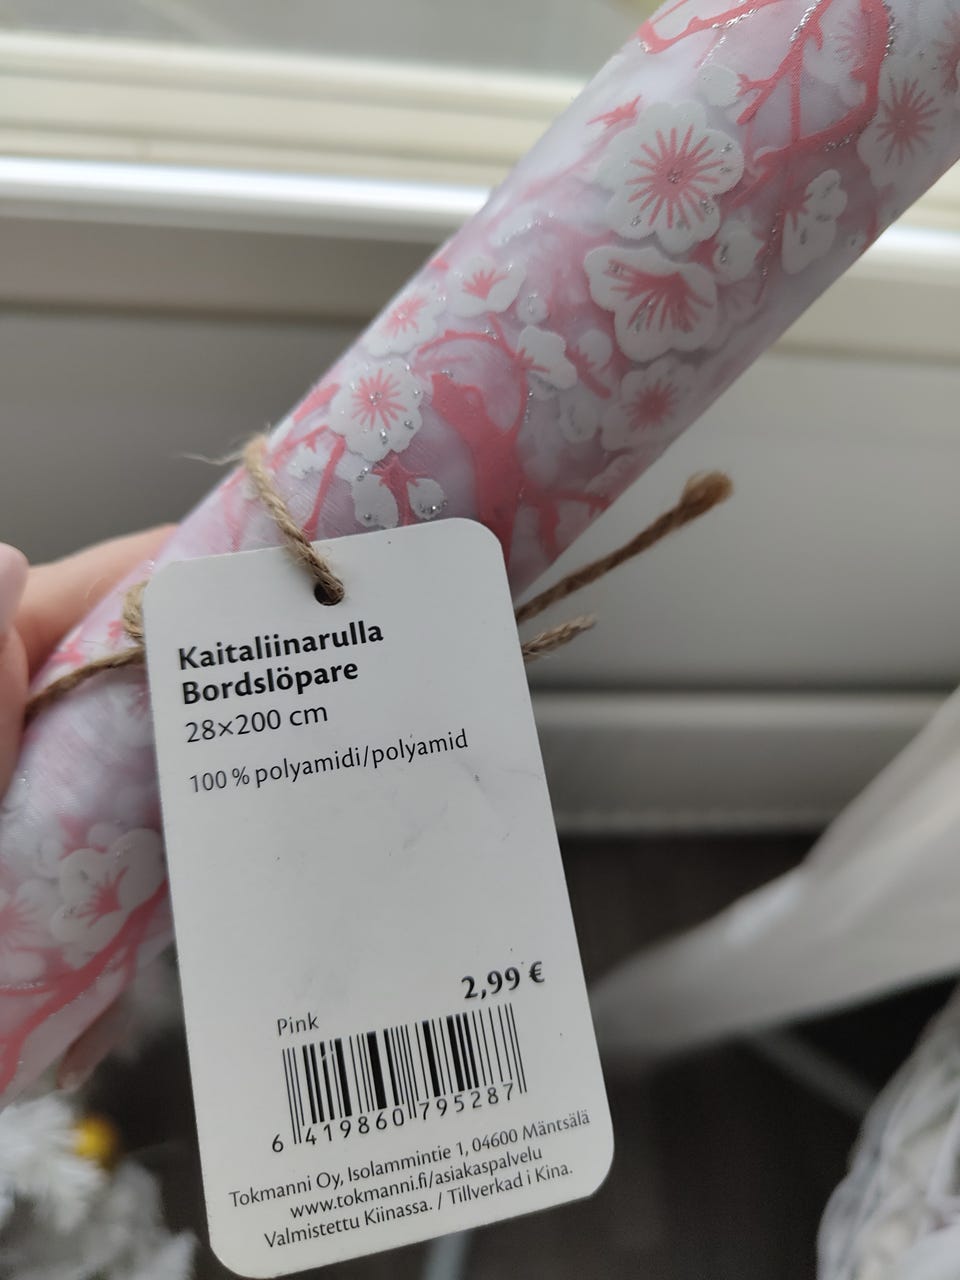 Kaitaliinarulla
Bordslöpare
28×200 cm
100 % polyamidi/polyamid
2,99 €
Pink
6 419860 795287
Tokmanni Oy, Isolammintie 1, 04600 Mäntsälä
www.tokmanni.fi/asiakaspalvelu
Valmistettu Kiinassa. / Tillverkad i Kina.